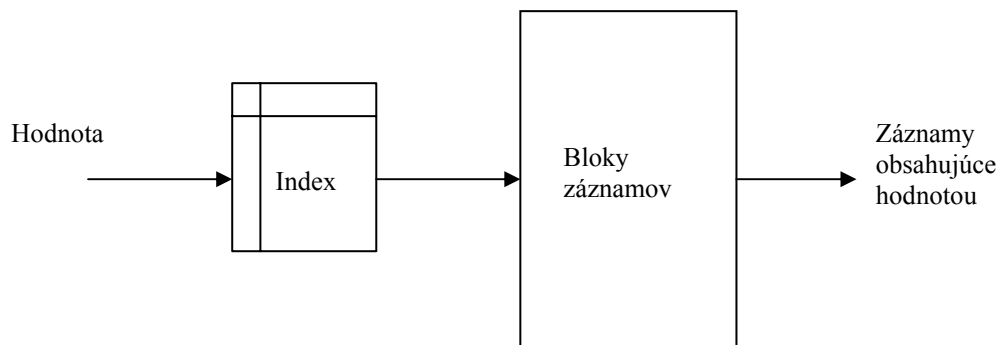 Hodnota
Index
Bloky
záznamov
Záznamy
obsahujúce
hodnotou